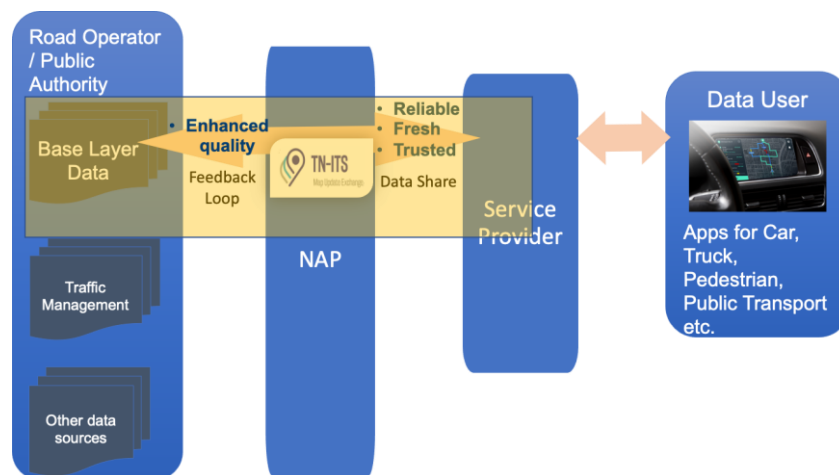 Road Operator
/ Public
Authority
Base Layer
Data
• Enhanced
quality
Feedback
Loop
TN-ITS
Map Update Exchange
• Reliable
• Fresh
• Trusted
Data Share
NAP
Service
Provider
Data User
Apps for Car,
Truck,
Pedestrian,
Public Transport
etc.
Traffic
Management
Other data
sources